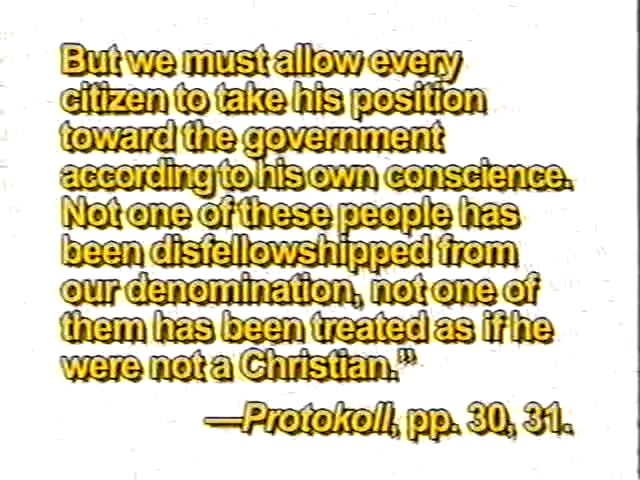 But we must allow every
citizen to take his position
toward the government
according to his own conscience.
Not one of these people has
been disfellowshipped from
our denomination, not one of
them has been treated as if he
were not a Christian.”
—Protokoll, pp. 30, 31.